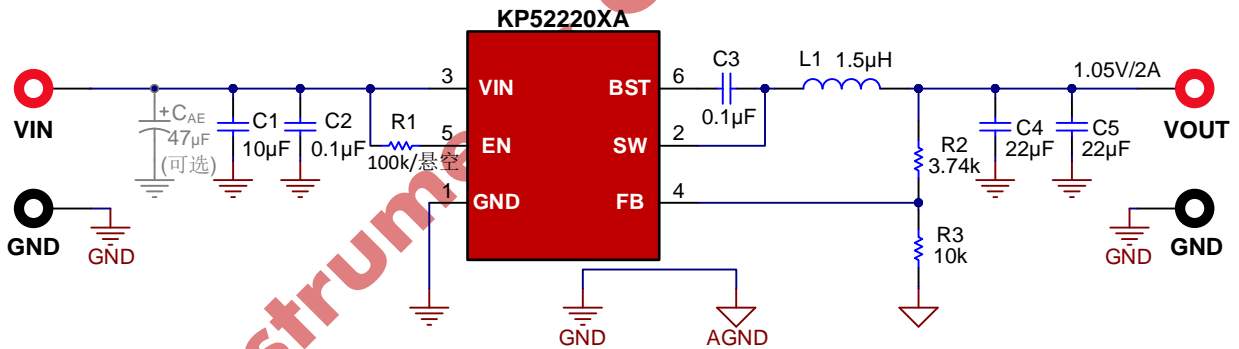 KP52220XA
VIN
+CAE
47µF
(可选)
C1
10µF
C2
0.1µF
R1
100k/悬空
3
5
1
VIN
EN
GND
BST
SW
FB
6
2
4
C3
0.1µF
L1
1.5µH
R2
3.74k
R3
10k
C4
22µF
C5
22µF
1.05V/2A
VOUT
GND
GND
GND
AGND
GND
GND
strume